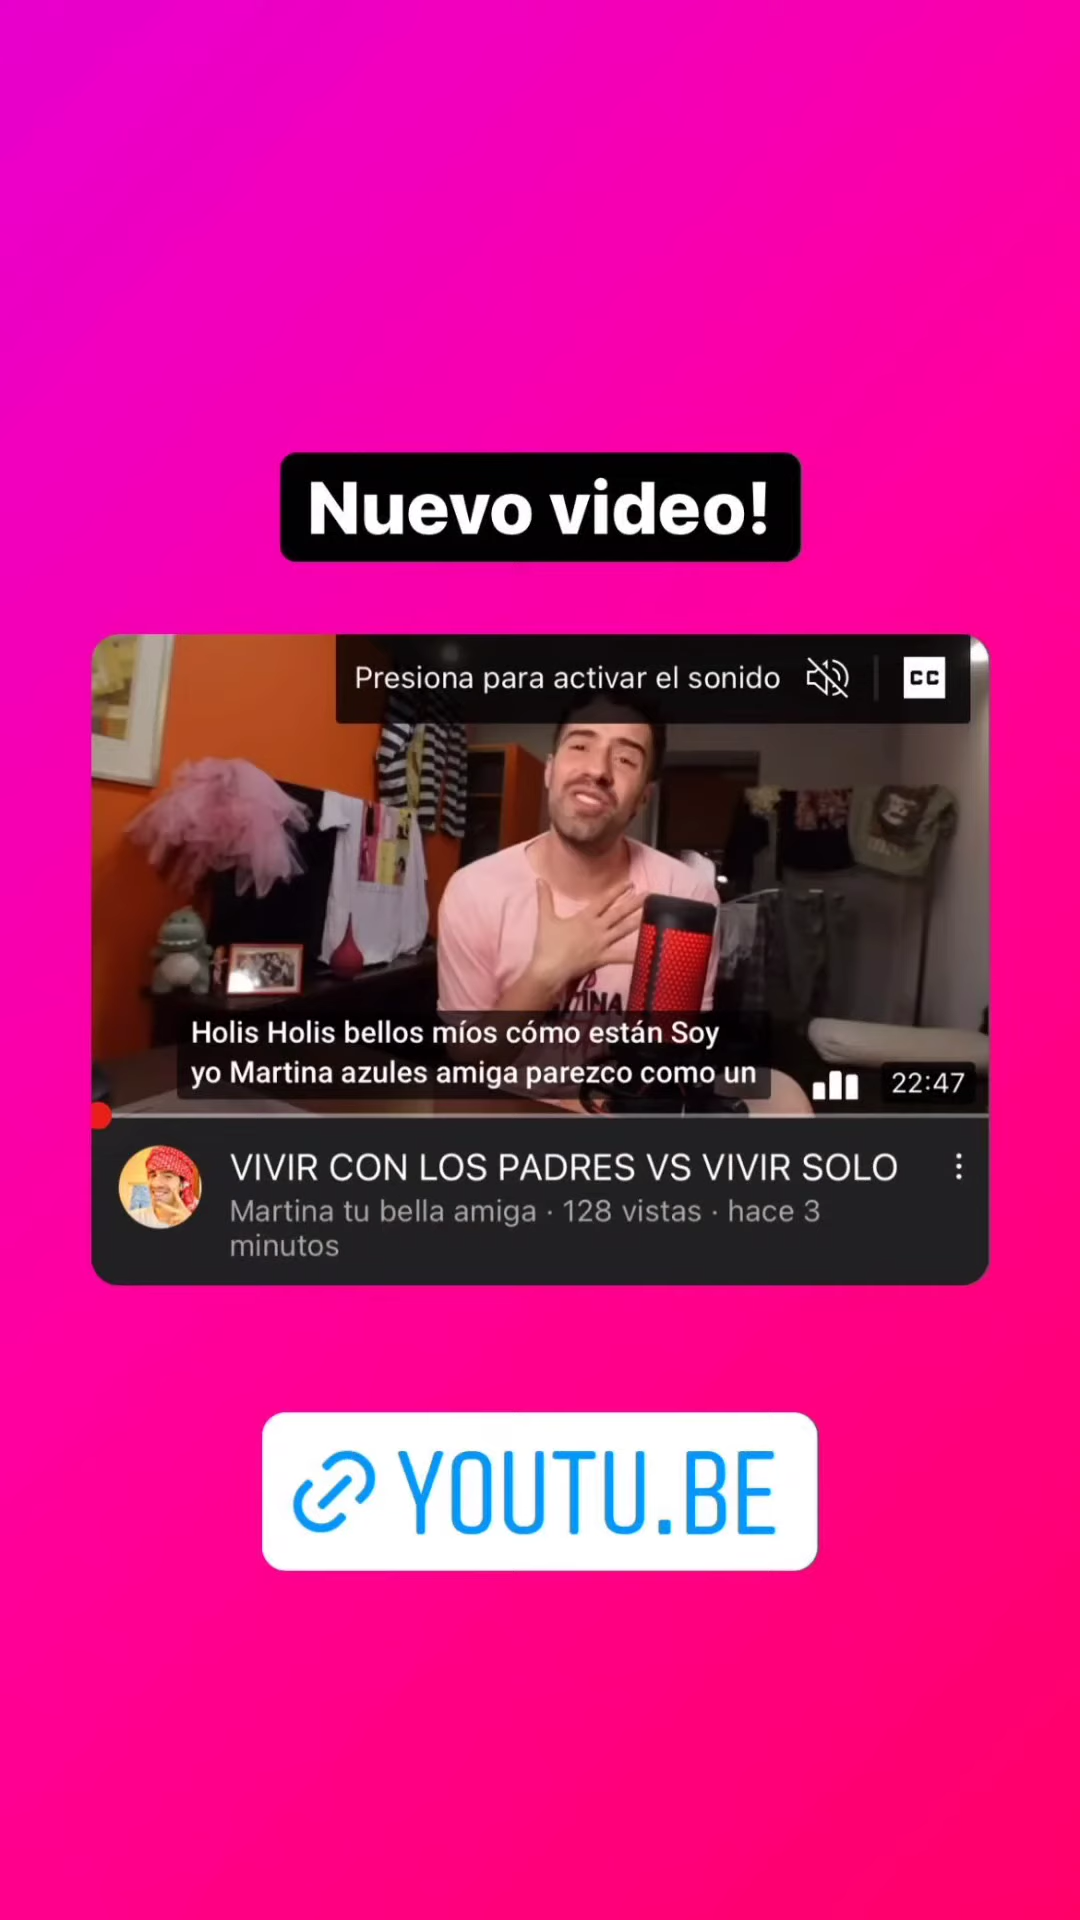 Nuevo video!
Presiona para activar el sonido
CC
Holis Holis bellos míos cómo están Soy
yo Martina azules amiga parezco como un
22:47
VIVIR CON LOS PADRES VS VIVIR SOLO
Martina tu bella amiga · 128 vistas · hace 3
minutos
YOUTU.BE